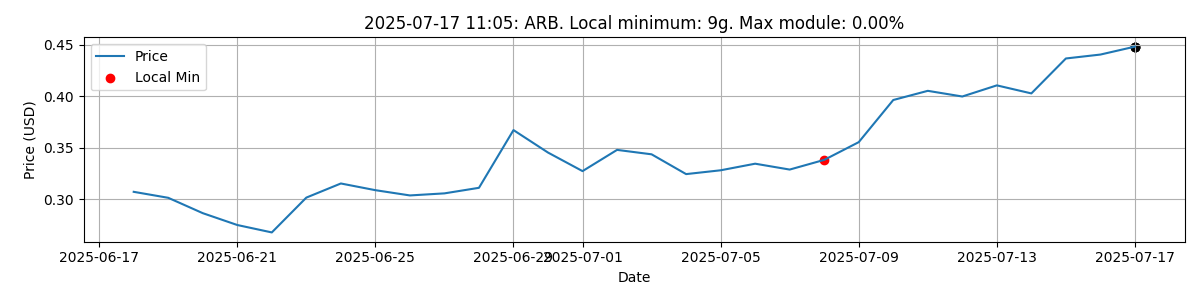 2025-07-17 11:05: ARB. Local minimum: 9g. Max module: 0.00%
Price (USD)
0.45
0.40
0.35
0.30
Price
Local Min
2025-06-17 2025-06-21 2025-06-25 2025-06-29 2025-07-01 2025-07-05 2025-07-09 2025-07-13 2025-07-17
Date